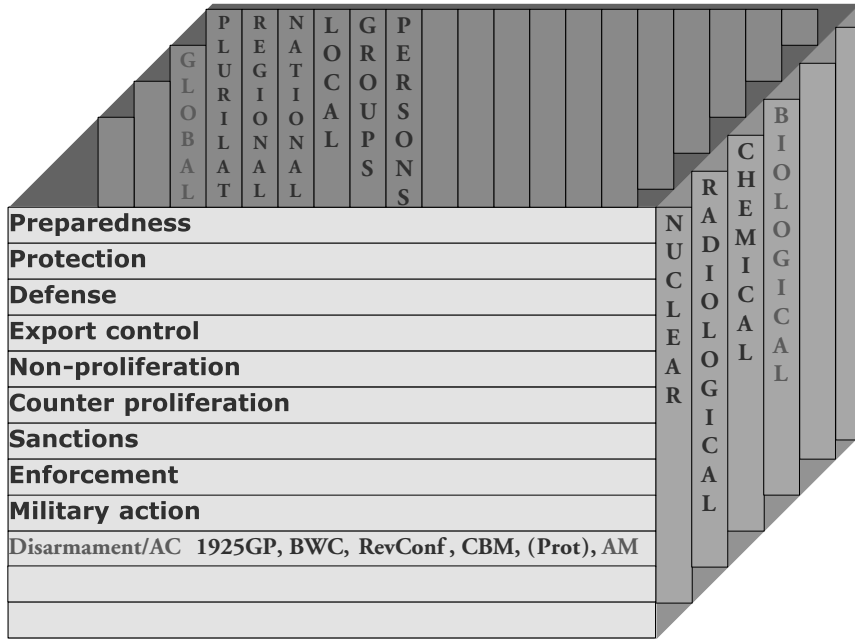 GLOBAL
PLURILAT
REGIONAL
NATIONAL
LOCAL
GROUPS
PERSONS
Preparedness
Protection
Defense
Export control
Non-proliferation
Counter proliferation
Sanctions
Enforcement
Military action
Disarmament/AC 1925GP, BWC, RevConf, CBM, (Prot), AM
NUCLEAR
RADIOLOGICAL
CHEMICAL
BIOLOGICAL